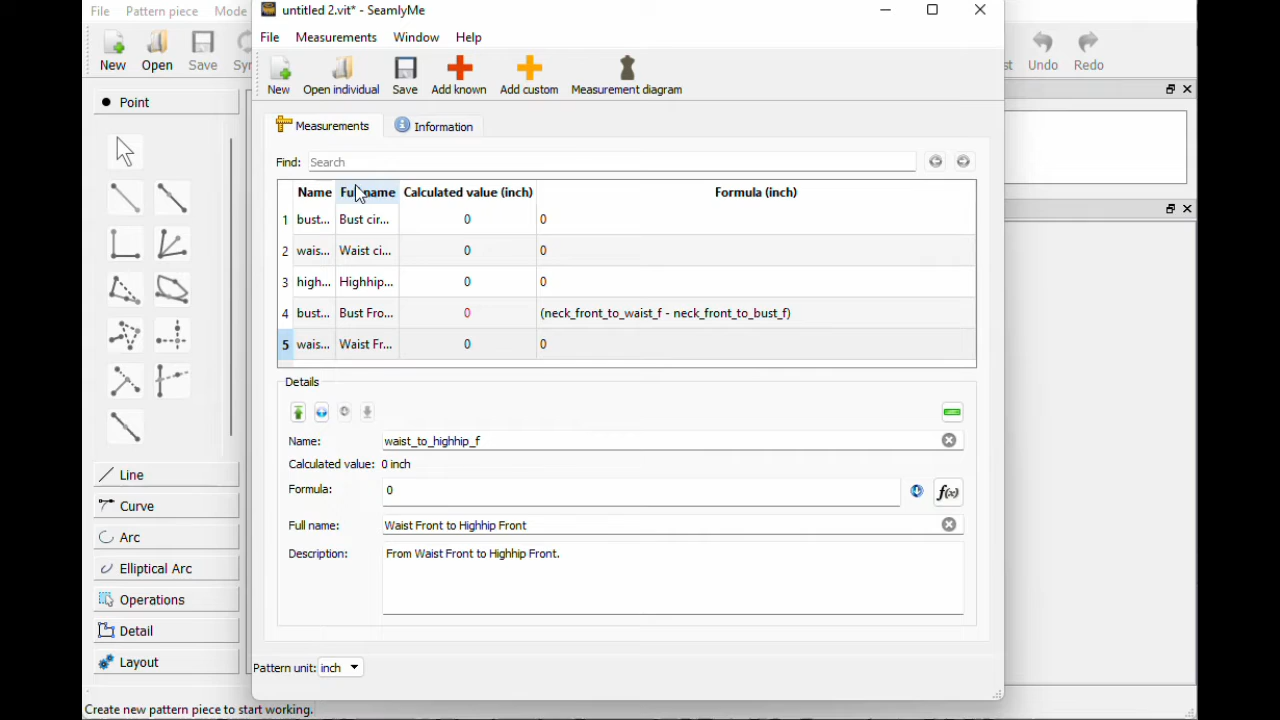 untitled 2.vit* - SeamlyMe
File Pattern piece Mode
File Measurements Window Help
New Open Save
New Open individual Save Add known Add custom Measurement diagram
Undo Redo
Point
Measurements Information
Find: Search
Name Calculated value (inch) Formula (inch)
1 bust... Bust cir... 0 0
2 wais... Waist ci... 0 0
3 high... Highhip... 0 0
4 bust... Bust Fro... 0 (neck_front_to_waist_f - neck_front_to_bust_f)
5 wais... Waist Fr... 0 0
Details
Name: waist_to_highhip_f
Calculated value: 0 inch
Formula: 0
f(x)
Full name: Waist Front to Highhip Front
Description: From Waist Front to Highhip Front.
Line
Curve
Arc
Elliptical Arc
Operations
Detail
Layout
Pattern unit: inch
Create new pattern piece to start working.